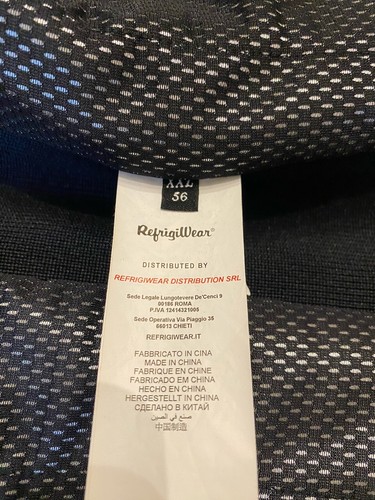 XXL
56
RefrigiWear®
DISTRIBUTED BY
REFRIGIWEAR DISTRIBUTION SRL
Sede Legale Lungotevere De'Cenci 9
00186 ROMA
P.IVA 12414321006
Sede Operativa Via Piaggio 35
66013 CHIETI
REFRIGIWEAR.IT
FABBRICATO IN CINA
MADE IN CHINA
FABRIQUE EN CHINE
FABRICADO EM CHINA
HECHO EN CHINA
HERGESTELLT IN CHINA
СДЕЛАНО В КИТАЙ
صنع في الصين
中国制造